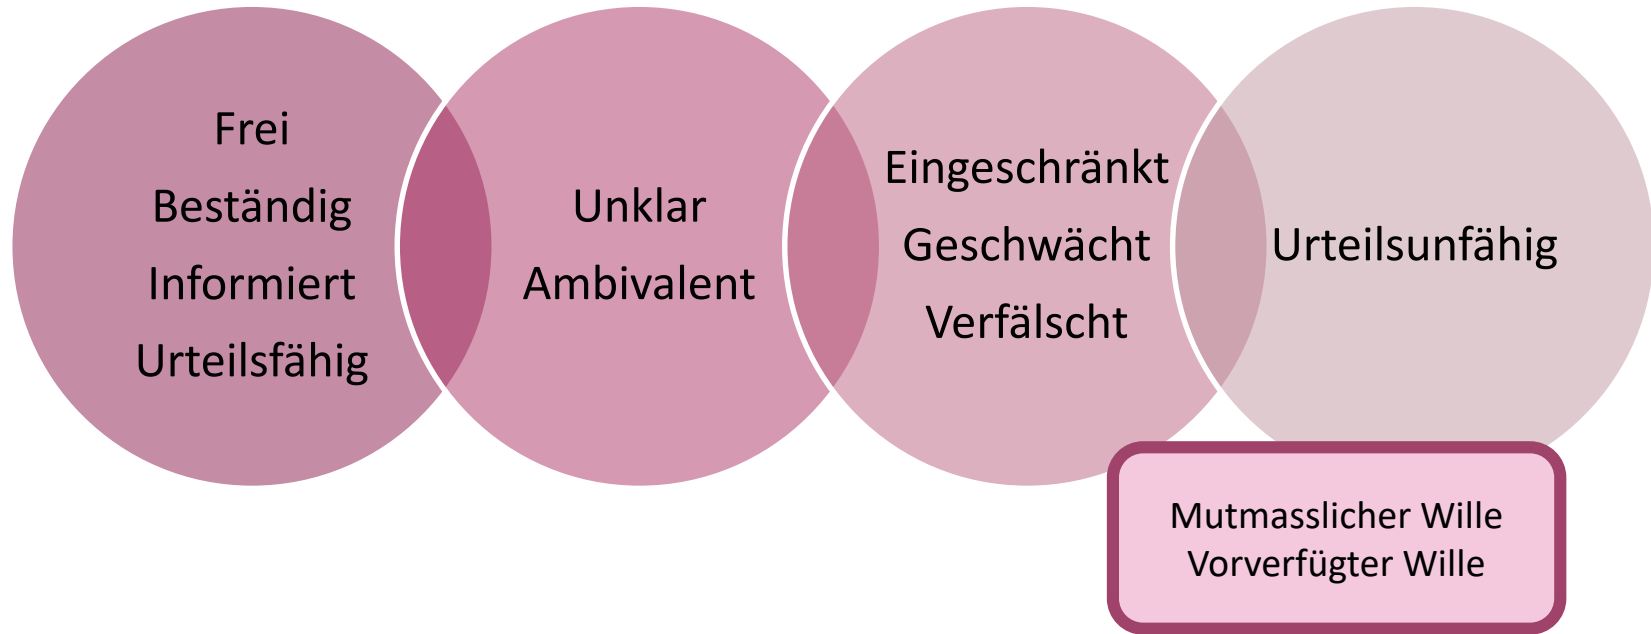 Frei
Beständig
Informiert
Urteilsfähig
Unklar
Ambivalent
Eingeschränkt
Geschwächt
Verfälscht
Urteilsunfähig
Mutmasslicher Wille
Vorverfügter Wille